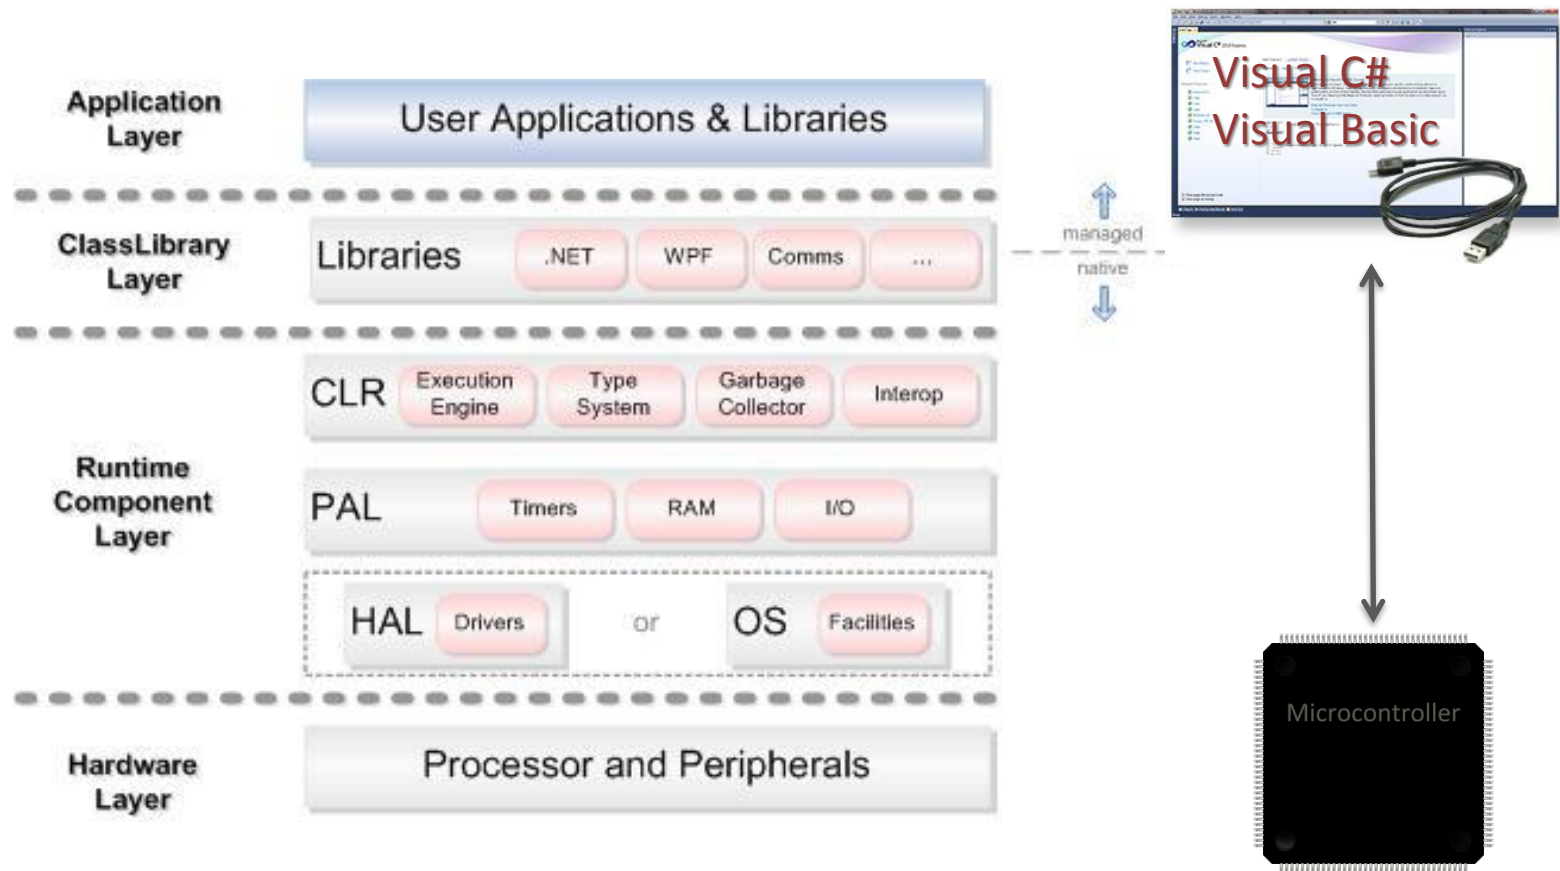 Application
Layer
User Applications & Libraries
ClassLibrary
Layer
Libraries
.NET
WPF
Comms
...
managed
native
Runtime
Component
Layer
CLR
Execution
Engine
Type
System
Garbage
Collector
Interop
PAL
Timers
RAM
I/O
HAL
Drivers
or
OS
Facilities
Hardware
Layer
Processor and Peripherals
Visual C#
Visual Basic
Microcontroller